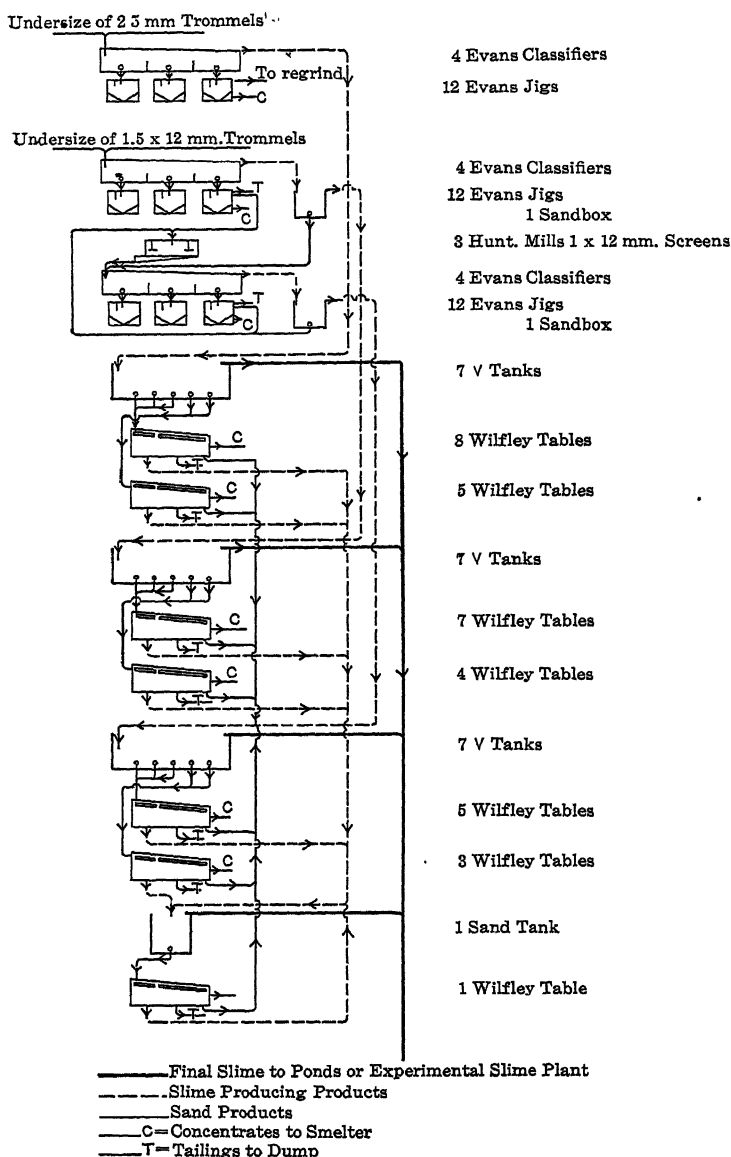 Undersize of 2 5 mm Trommels
4 Evans Classifiers
To regrind
C
12 Evans Jigs
Undersize of 1.5 x 12 mm. Trommels
4 Evans Classifiers
T
12 Evans Jigs
C
1 Sandbox
3 Hunt. Mills 1 x 12 mm. Screens
4 Evans Classifiers
T
12 Evans Jigs
C
1 Sandbox
7 V Tanks
C
8 Wilfley Tables
T
C
5 Wilfley Tables
T
7 V Tanks
C
7 Wilfley Tables
T
C
4 Wilfley Tables
T
7 V Tanks
C
5 Wilfley Tables
T
C
3 Wilfley Tables
T
1 Sand Tank
1 Wilfley Table
T
Final Slime to Ponds or Experimental Slime Plant
Slime Producing Products
Sand Products
C=Concentrates to Smelter
T=Tailings to Dump